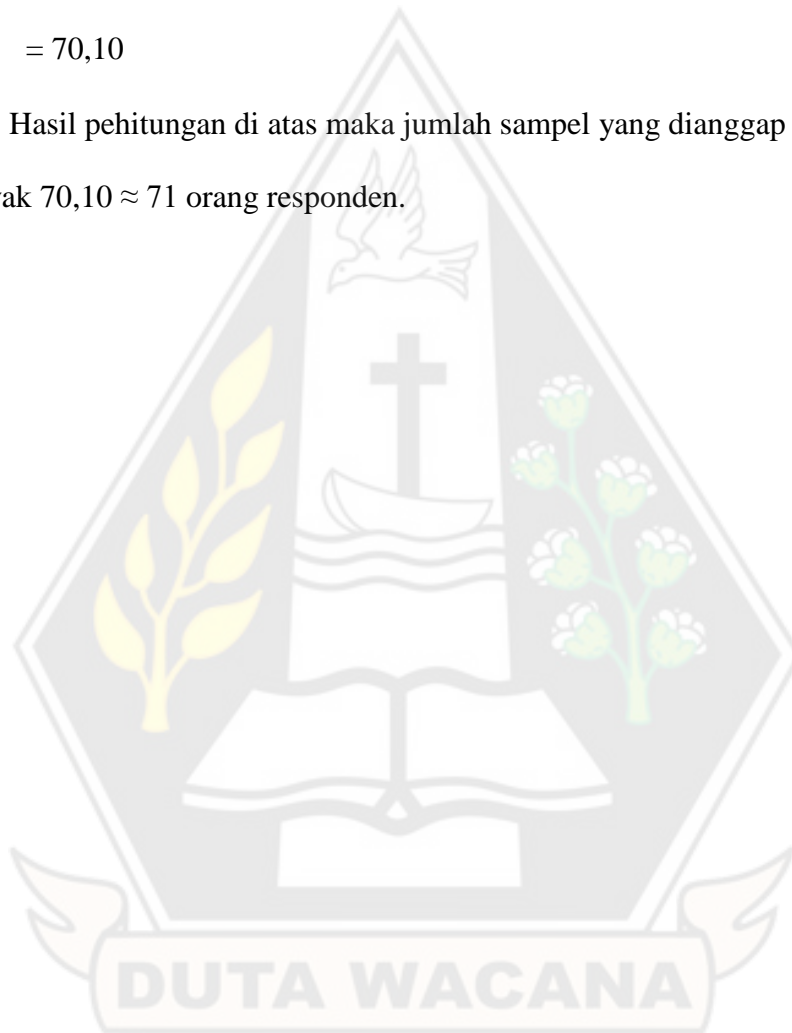 = 70,10
Hasil pehitungan di atas maka jumlah sampel yang dianggap
ak 70,10 ≈ 71 orang responden.
DUTA WACANA